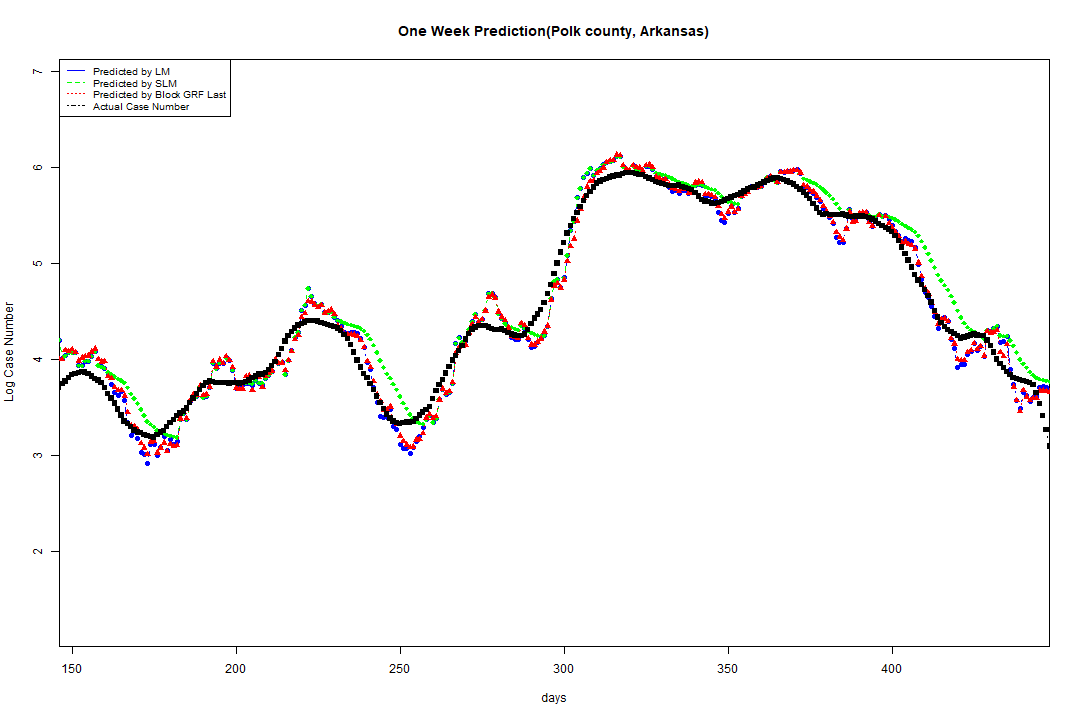 One Week Prediction(Polk county, Arkansas)
Predicted by LM
Predicted by SLM
Predicted by Block GRF Last
Actual Case Number
7
6
5
4
3
2
Log Case Number
150 200 250 300 350 400
days